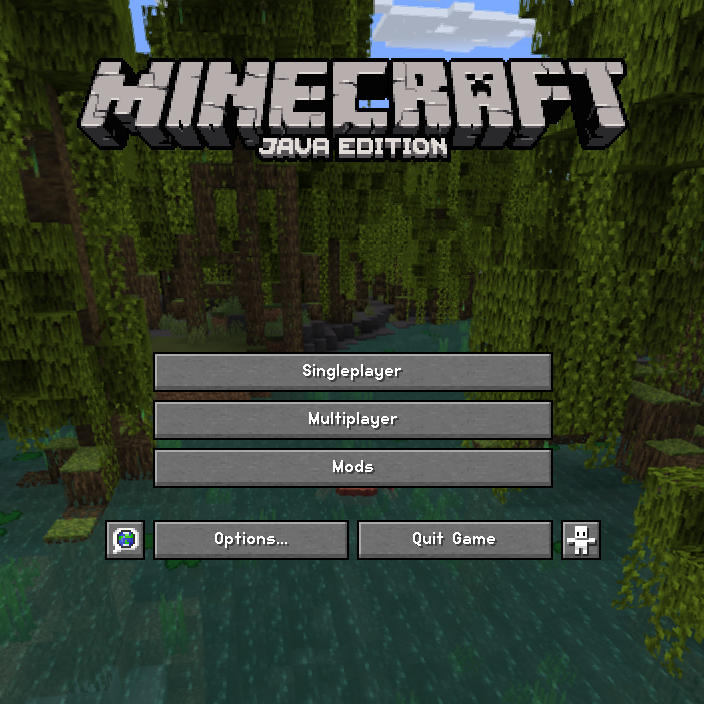 MINECRAFT
JAVA EDITION
Singleplayer
Multiplayer
Mods
Options...
Quit Game